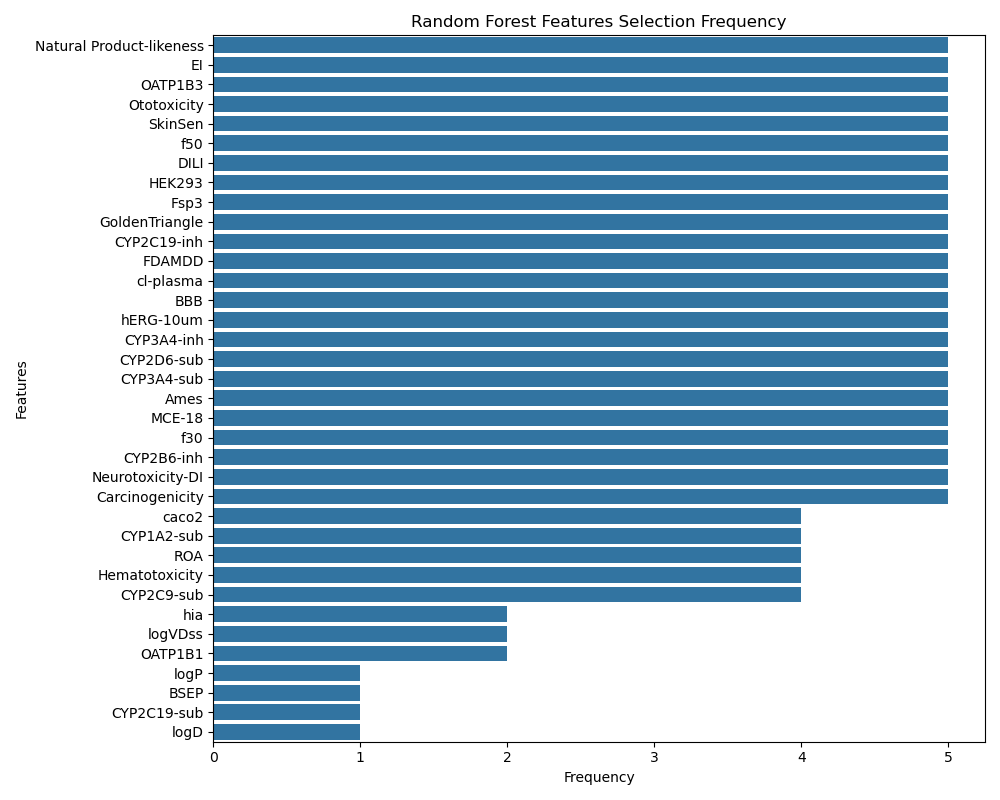 Random Forest Features Selection Frequency
Natural Product-likeness
EI
OATP1B3
Ototoxicity
SkinSen
f50
DILI
HEK293
Fsp3
GoldenTriangle
CYP2C19-inh
FDAMDD
cl-plasma
BBB
hERG-10um
CYP3A4-inh
CYP2D6-sub
CYP3A4-sub
Ames
MCE-18
f30
CYP2B6-inh
Neurotoxicity-DI
Carcinogenicity
caco2
CYP1A2-sub
ROA
Hematotoxicity
CYP2C9-sub
hia
logVDss
OATP1B1
logP
BSEP
CYP2C19-sub
logD
Features
0 1 2 3 4 5
Frequency